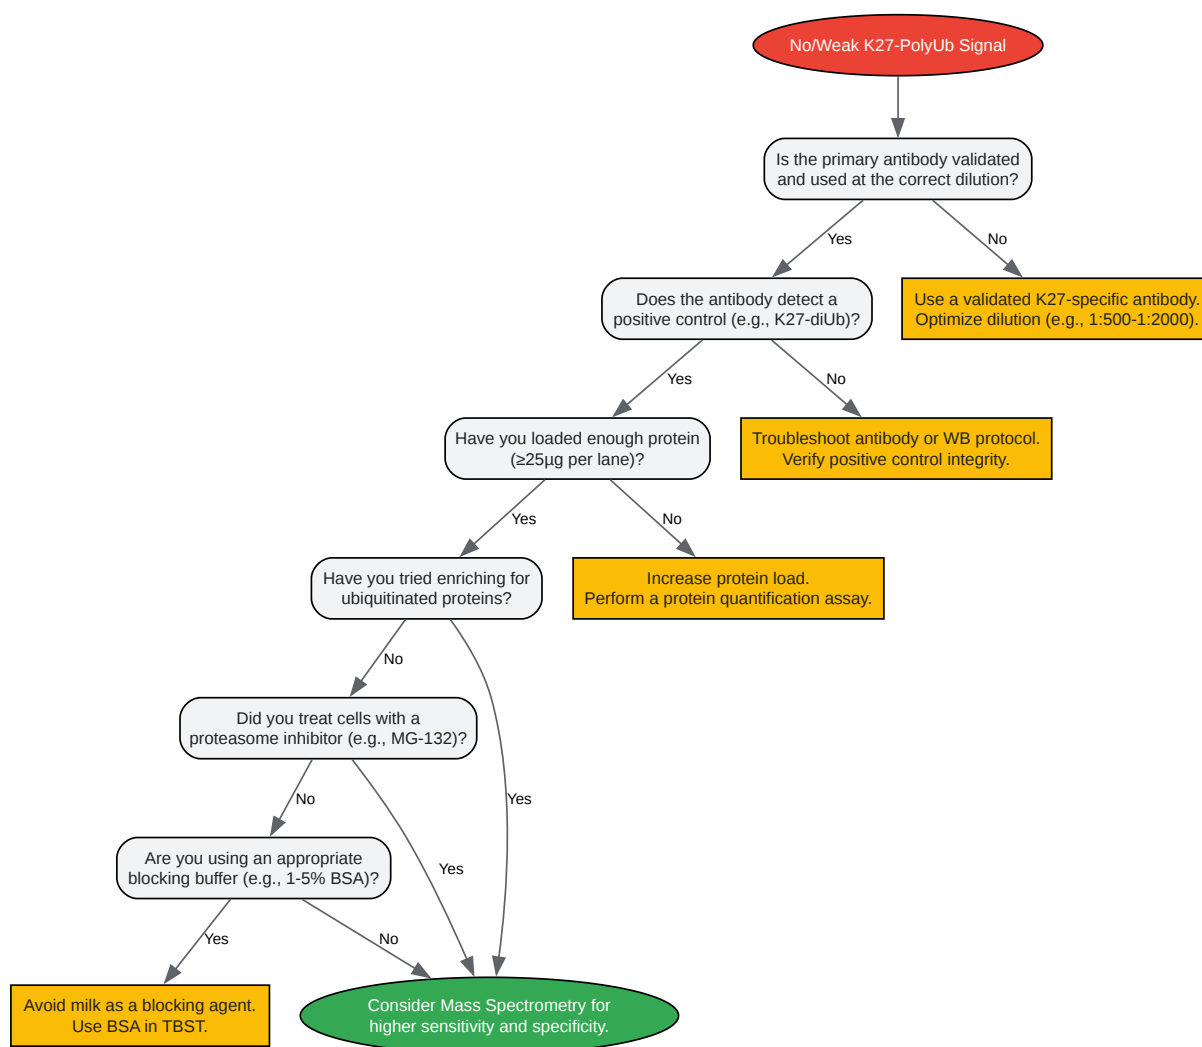 No/Weak K27-PolyUb Signal
Is the primary antibody validated
and used at the correct dilution?
Yes
No
Does the antibody detect a
positive control (e.g., K27-diUb)?
Use a validated K27-specific antibody.
Optimize dilution (e.g., 1:500-1:2000).
Yes
No
Have you loaded enough protein
(≥25µg per lane)?
Troubleshoot antibody or WB protocol.
Verify positive control integrity.
Yes
No
Have you tried enriching for
ubiquitinated proteins?
Increase protein load.
Perform a protein quantification assay.
No
Did you treat cells with a
proteasome inhibitor (e.g., MG-132)?
No
Yes
Are you using an appropriate
blocking buffer (e.g., 1-5% BSA)?
Yes
Yes
No
Avoid milk as a blocking agent.
Use BSA in TBST.
Consider Mass Spectrometry for
higher sensitivity and specificity.